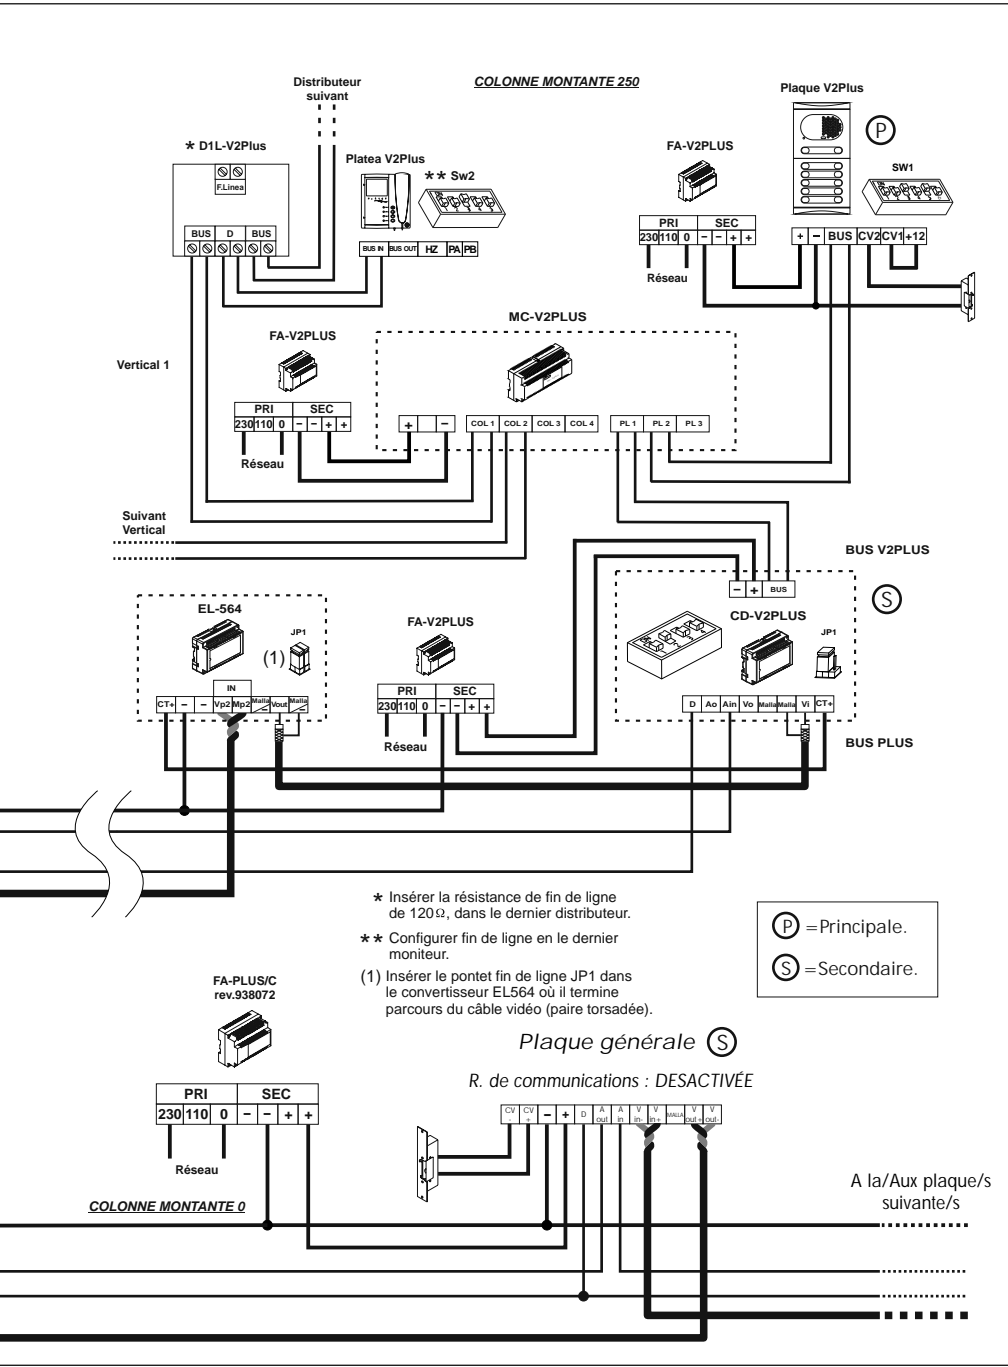 COLONNE MONTANTE 250
Distributeur
suivant
* D1L-V2Plus
F.Linea
BUS D BUS
Platea V2Plus
** Sw2
BUS IN BUS OUT HZ PA PB
FA-V2PLUS
PRI SEC
230 110 0 − − + +
Réseau
Plaque V2Plus
P
SW1
+ − BUS CV2 CV1 +12
MC-V2PLUS
FA-V2PLUS
Vertical 1
PRI SEC
230 110 0 − − + +
Réseau
+ − COL 1 COL 2 COL 3 COL 4 PL 1 PL 2 PL 3
Suivant
Vertical
BUS V2PLUS
− + BUS
S
EL-564
JP1
(1)
IN
CT+ − − Vp2 Mp2 Malla Vout Malla
FA-V2PLUS
PRI SEC
230 110 0 − − + +
Réseau
CD-V2PLUS
JP1
D Ao Ain Vo Malla Malla Vi CT+
BUS PLUS
* Insérer la résistance de fin de ligne
de 120Ω, dans le dernier distributeur.
** Configurer fin de ligne en le dernier
moniteur.
(1) Insérer le pontet fin de ligne JP1 dans
le convertisseur EL564 où il termine
parcours du câble vidéo (paire torsadée).
P =Principale.
S =Secondaire.
FA-PLUS/C
rev.938072
PRI SEC
230 110 0 − − + +
Réseau
COLONNE MONTANTE 0
Plaque générale S
R. de communications : DESACTIVÉE
CV - CV + − + D A out A in V in- V in+ MALLA V out+ V out-
A la/Aux plaque/s
suivante/s